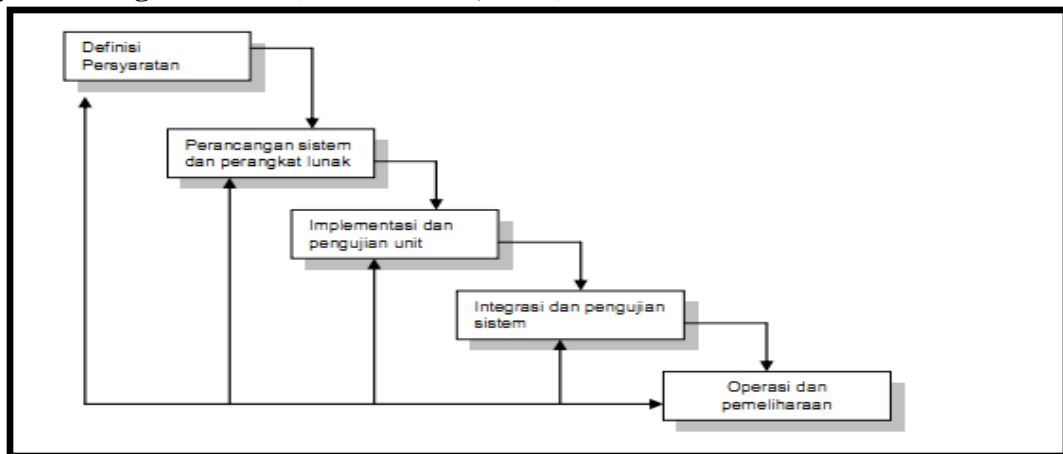 Definisi
Persyaratan
Perancangan sistem
dan perangkat lunak
Implementasi dan
pengujian unit
Integrasi dan pengujian
sistem
Operasi dan
pemeliharaan